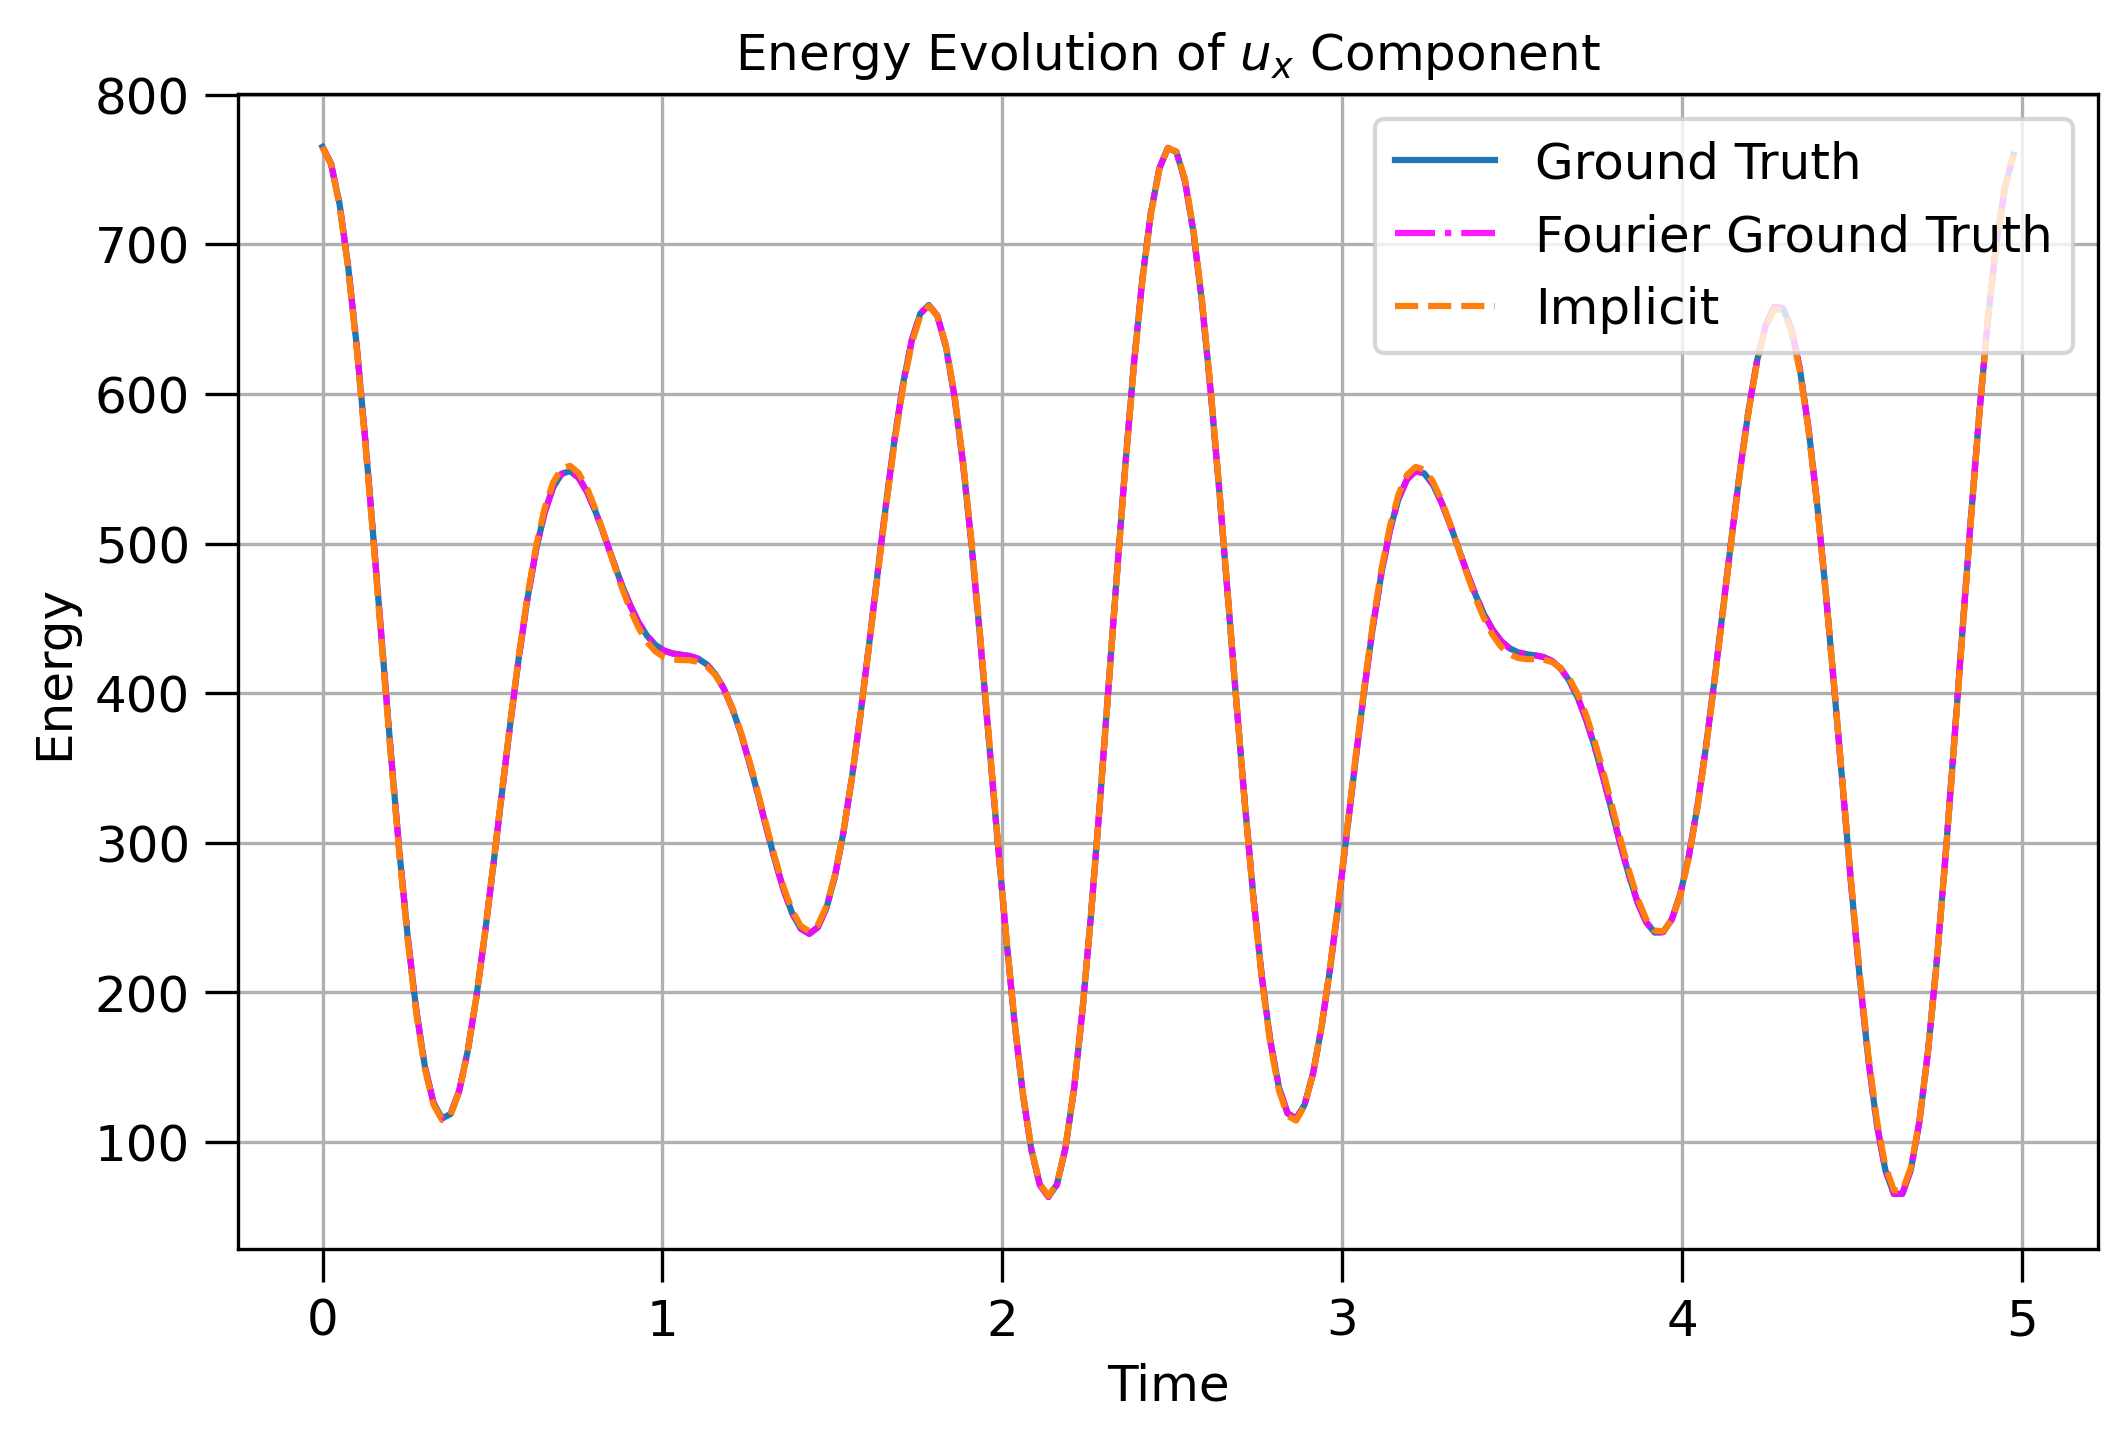 Energy Evolution of uₓ Component
800
700
600
500
400
300
200
100
Energy
Ground Truth
Fourier Ground Truth
Implicit
0 1 2 3 4 5
Time